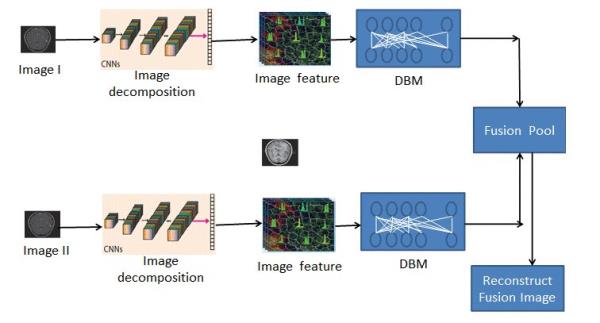 CNNs
Image I
Image
decomposition
Image feature
DBM
Fusion Pool
CNNs
Image II
Image
decomposition
Image feature
DBM
Reconstruct
Fusion Image